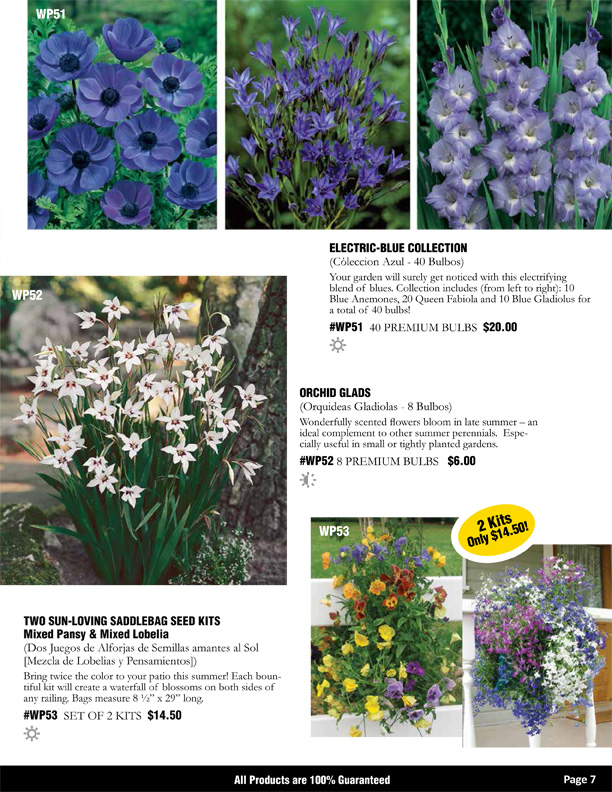 WP51
ELECTRIC-BLUE COLLECTION
(Cóleccion Azul - 40 Bulbos)
Your garden will surely get noticed with this electrifying
blend of blues. Collection includes (from left to right): 10
Blue Anemones, 20 Queen Fabiola and 10 Blue Gladiolus for
a total of 40 bulbs!
#WP51 40 PREMIUM BULBS $20.00
WP52
ORCHID GLADS
(Orquideas Gladiolas - 8 Bulbos)
Wonderfully scented flowers bloom in late summer – an
ideal complement to other summer perennials. Espe-
cially useful in small or tightly planted gardens.
#WP52 8 PREMIUM BULBS $6.00
WP53
2 Kits
Only $14.50!
TWO SUN-LOVING SADDLEBAG SEED KITS
Mixed Pansy & Mixed Lobelia
(Dos Juegos de Alforjas de Semillas amantes al Sol
[Mezcla de Lobelias y Pensamientos])
Bring twice the color to your patio this summer! Each boun-
tiful kit will create a waterfall of blossoms on both sides of
any railing. Bags measure 8 ½” x 29” long.
#WP53 SET OF 2 KITS $14.50
All Products are 100% Guaranteed
Page 7